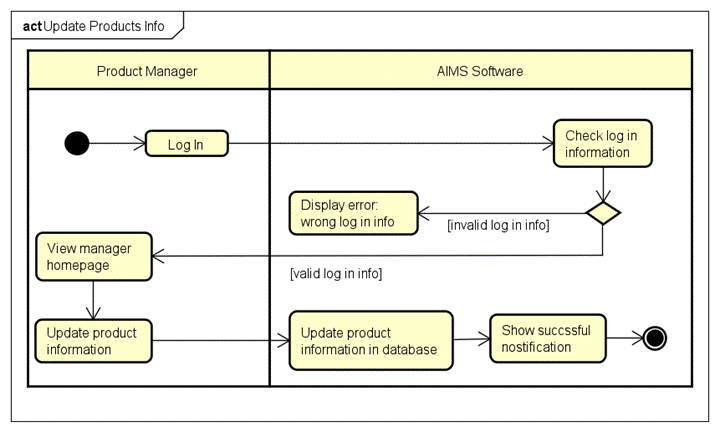 act Update Products Info
Product Manager
AIMS Software
Log In
Check log in
information
Display error:
wrong log in info
[invalid log in info]
View manager
homepage
[valid log in info]
Update product
information
Update product
information in database
Show succssful
nostification